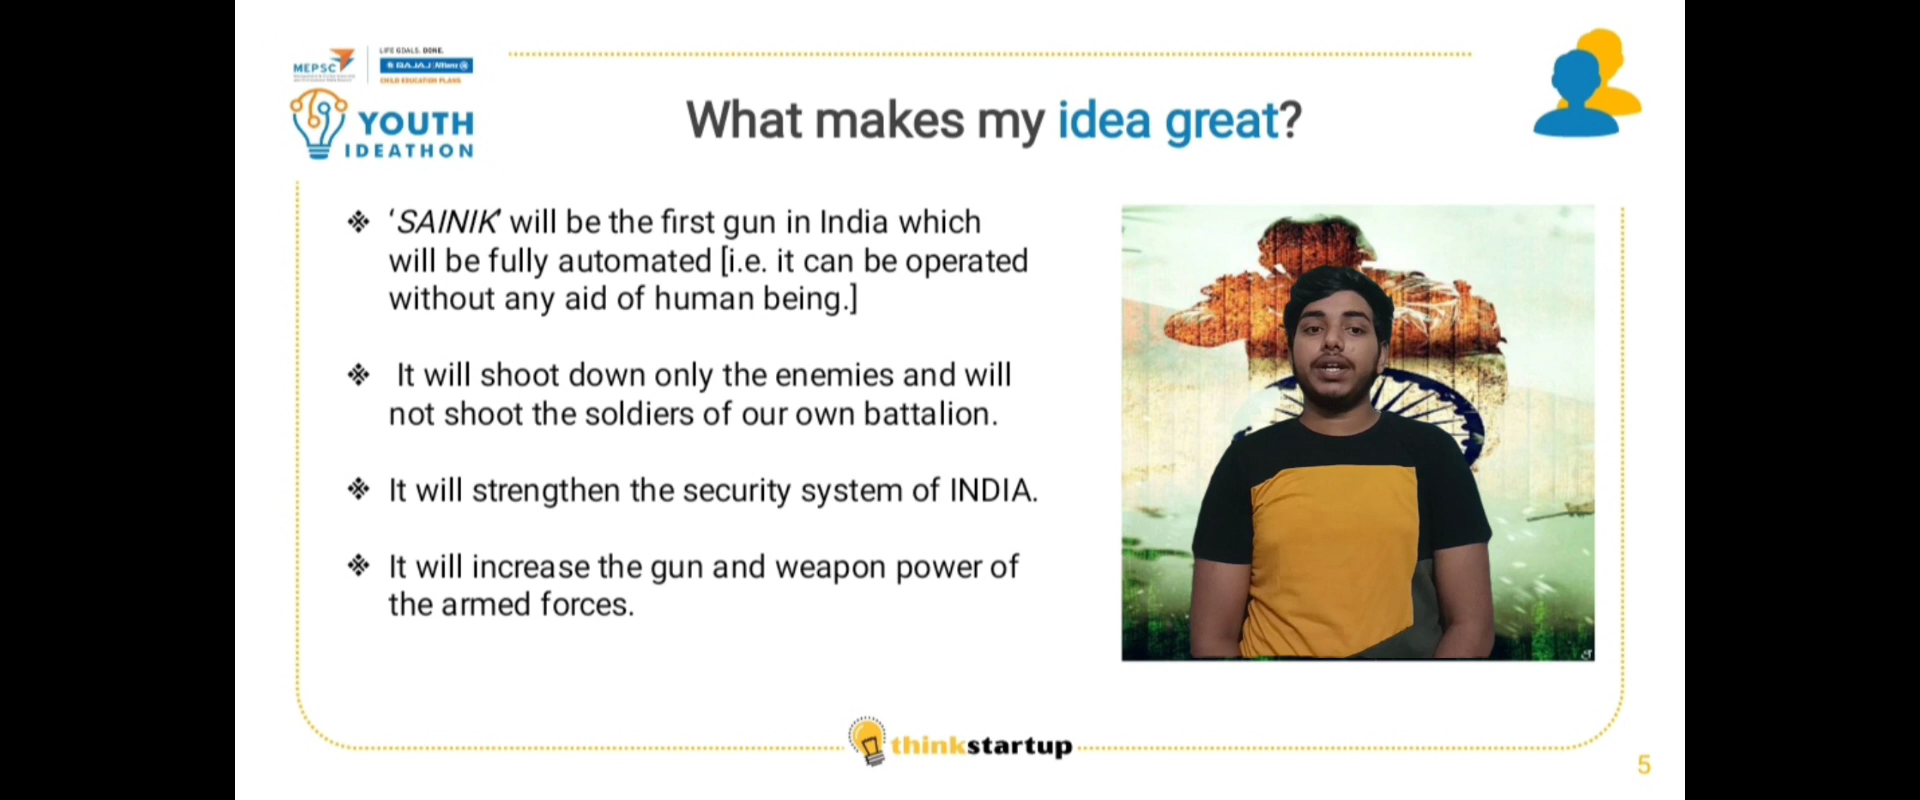 MEPSC
LIFE GOALS. DONE.
BAJAJ Allianz
CHILD EDUCATION PLANS
YOUTH
IDEATHON
What makes my idea great?
‘SAINIK’ will be the first gun in India which
will be fully automated [i.e. it can be operated
without any aid of human being.]
It will shoot down only the enemies and will
not shoot the soldiers of our own battalion.
It will strengthen the security system of INDIA.
It will increase the gun and weapon power of
the armed forces.
thinkstartup
5